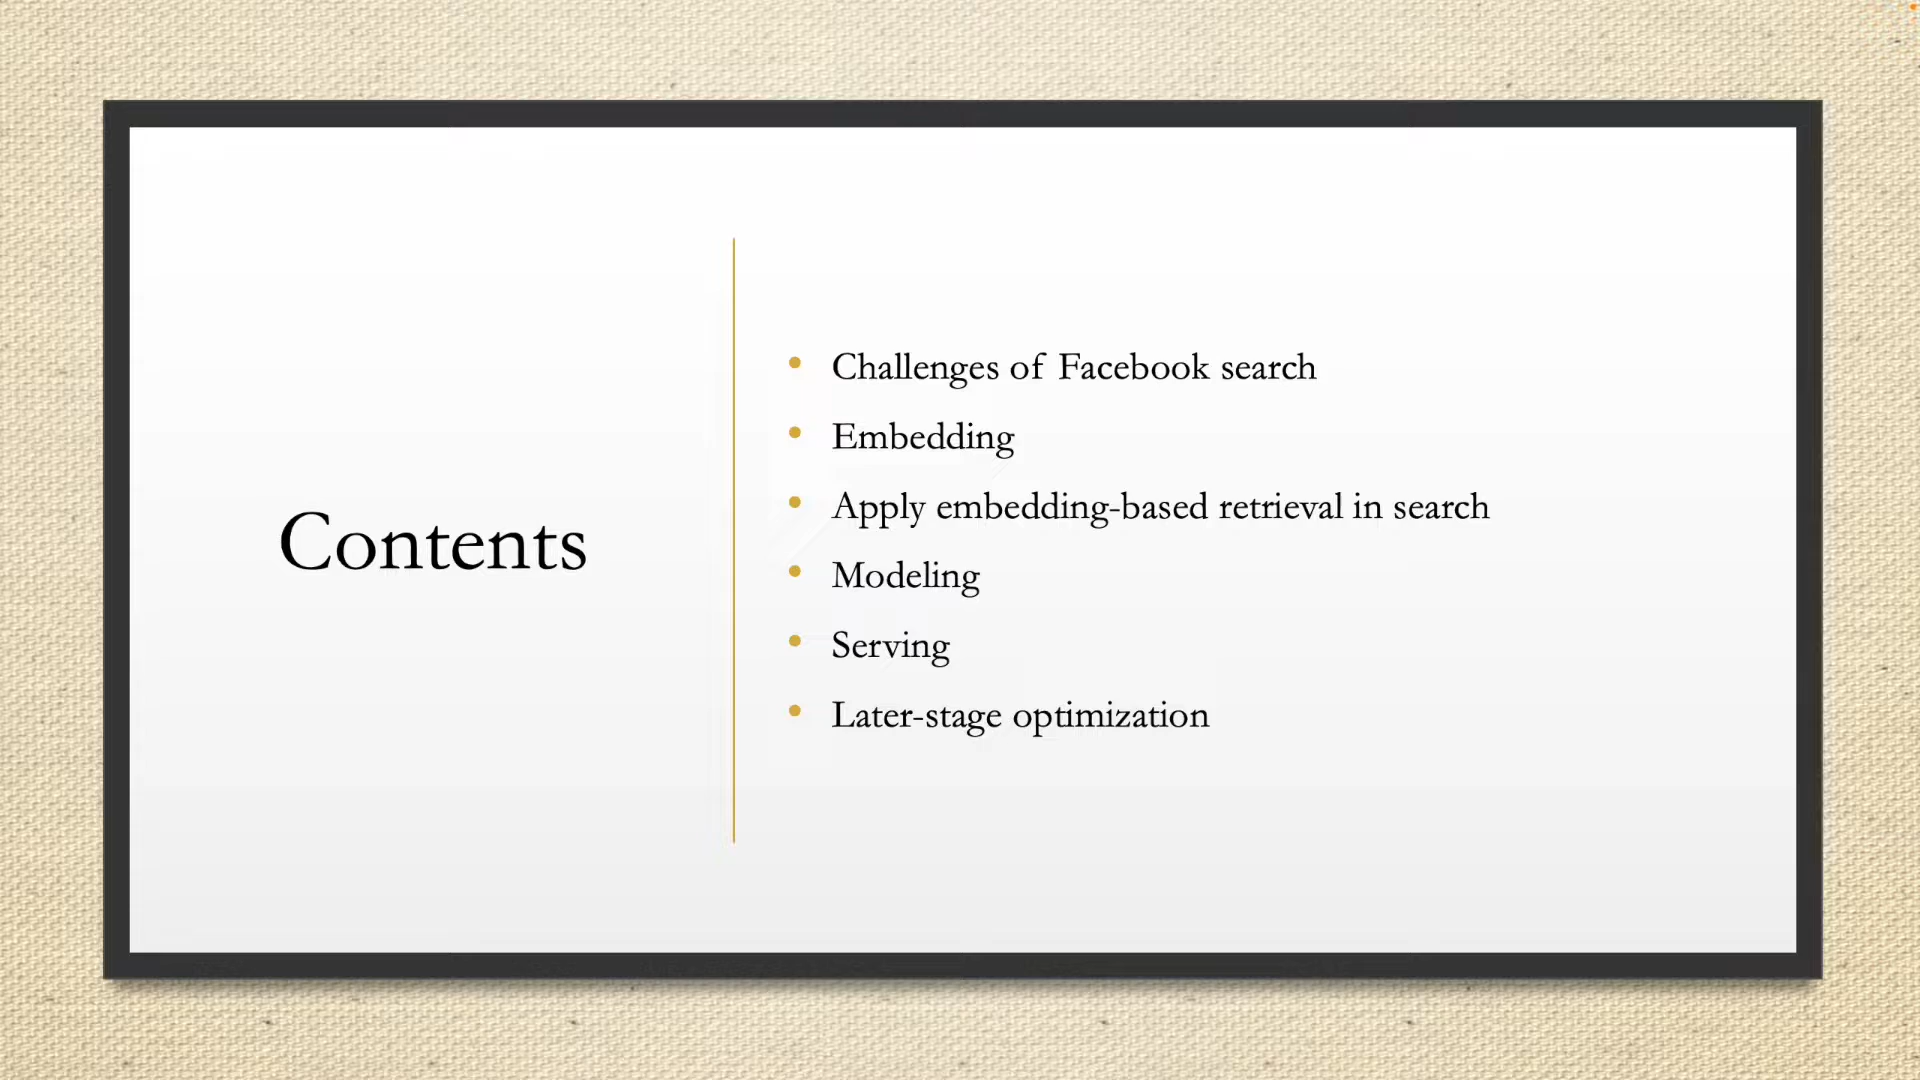 Contents
Challenges of Facebook search
Embedding
Apply embedding-based retrieval in search
Modeling
Serving
Later-stage optimization